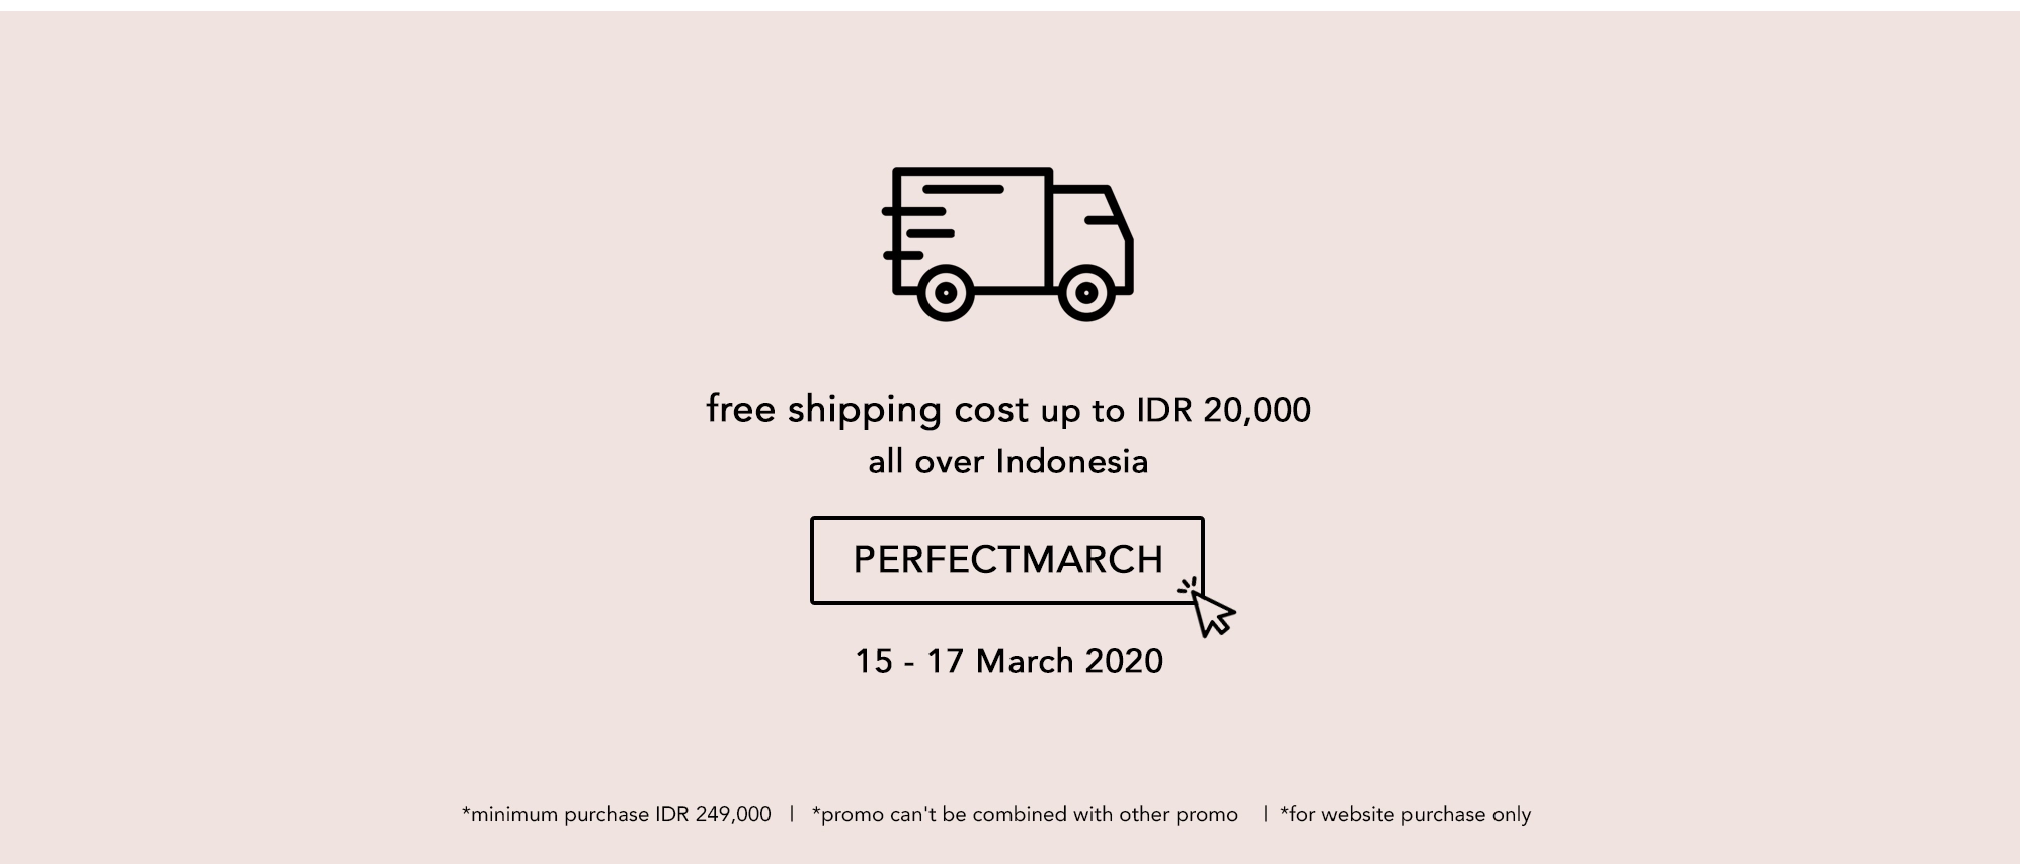 free shipping cost up to IDR 20,000
all over Indonesia
PERFECTMARCH
15 - 17 March 2020
*minimum purchase IDR 249,000 | *promo can't be combined with other promo | *for website purchase only